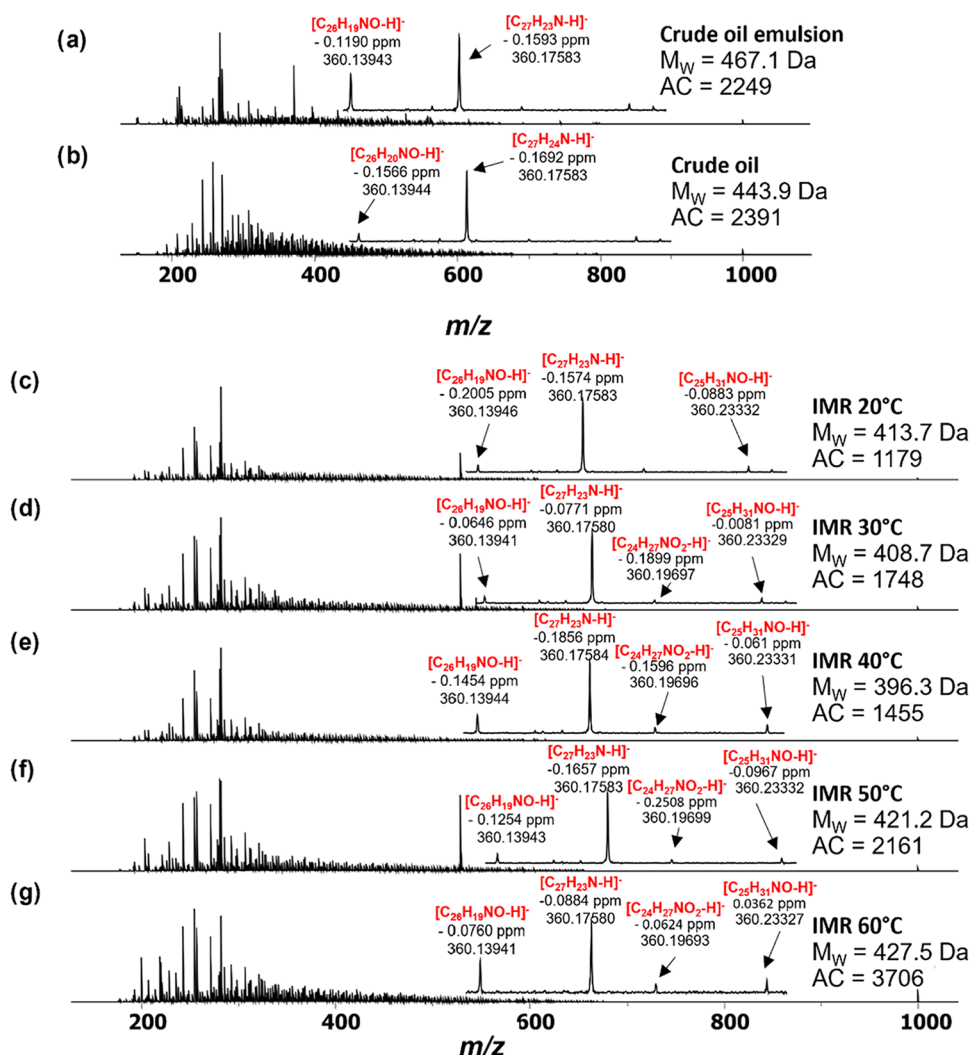 (a)
[C26H19NO-H]-
- 0.1190 ppm
360.13943
[C27H23N-H]-
- 0.1593 ppm
360.17583
Crude oil emulsion
MW = 467.1 Da
AC = 2249
(b)
[C26H20NO-H]-
- 0.1566 ppm
360.13944
[C27H24N-H]-
- 0.1692 ppm
360.17583
Crude oil
MW = 443.9 Da
AC = 2391
200 400 600 800 1000
m/z
(c)
[C26H19NO-H]-
- 0.2005 ppm
360.13946
[C27H23N-H]-
-0.1574 ppm
360.17583
[C25H31NO-H]-
-0.0883 ppm
360.23332
IMR 20°C
MW = 413.7 Da
AC = 1179
(d)
[C26H19NO-H]-
- 0.0646 ppm
360.13941
[C27H23N-H]-
-0.0771 ppm
360.17580
[C24H27NO2-H]-
- 0.1899 ppm
360.19697
[C25H31NO-H]-
-0.0081 ppm
360.23329
IMR 30°C
MW = 408.7 Da
AC = 1748
(e)
[C26H19NO-H]-
- 0.1454 ppm
360.13944
[C27H23N-H]-
-0.1856 ppm
360.17584
[C24H27NO2-H]-
- 0.1596 ppm
360.19696
[C25H31NO-H]-
- 0.061 ppm
360.23331
IMR 40°C
MW = 396.3 Da
AC = 1455
(f)
[C26H19NO-H]-
- 0.1254 ppm
360.13943
[C27H23N-H]-
-0.1657 ppm
360.17583
[C24H27NO2-H]-
- 0.2508 ppm
360.19699
[C25H31NO-H]-
-0.0967 ppm
360.23332
IMR 50°C
MW = 421.2 Da
AC = 2161
(g)
[C26H19NO-H]-
- 0.0760 ppm
360.13941
[C27H23N-H]-
-0.0884 ppm
360.17580
[C24H27NO2-H]-
- 0.0624 ppm
360.19693
[C25H31NO-H]-
0.0362 ppm
360.23327
IMR 60°C
MW = 427.5 Da
AC = 3706
200 400 600 800 1000
m/z